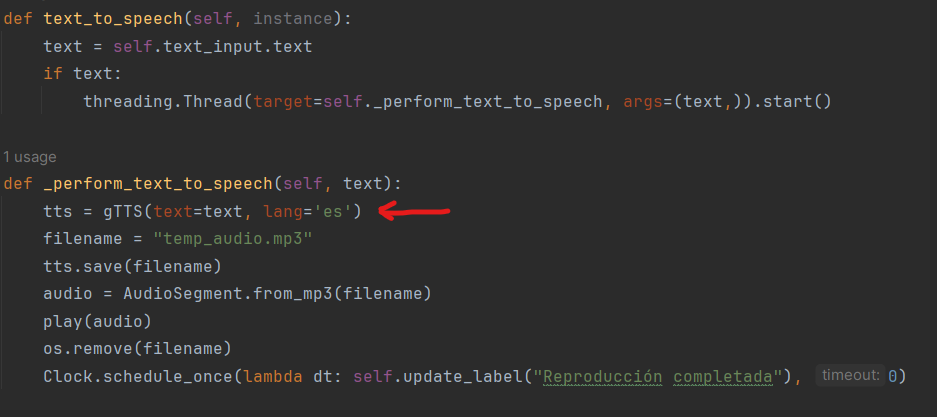 def text_to_speech(self, instance):
    text = self.text_input.text
    if text:
        threading.Thread(target=self._perform_text_to_speech, args=(text,)).start()
1 usage
def _perform_text_to_speech(self, text):
    tts = gTTS(text=text, lang='es')
    filename = "temp_audio.mp3"
    tts.save(filename)
    audio = AudioSegment.from_mp3(filename)
    play(audio)
    os.remove(filename)
    Clock.schedule_once(lambda dt: self.update_label("Reproducción completada"), timeout: 0)